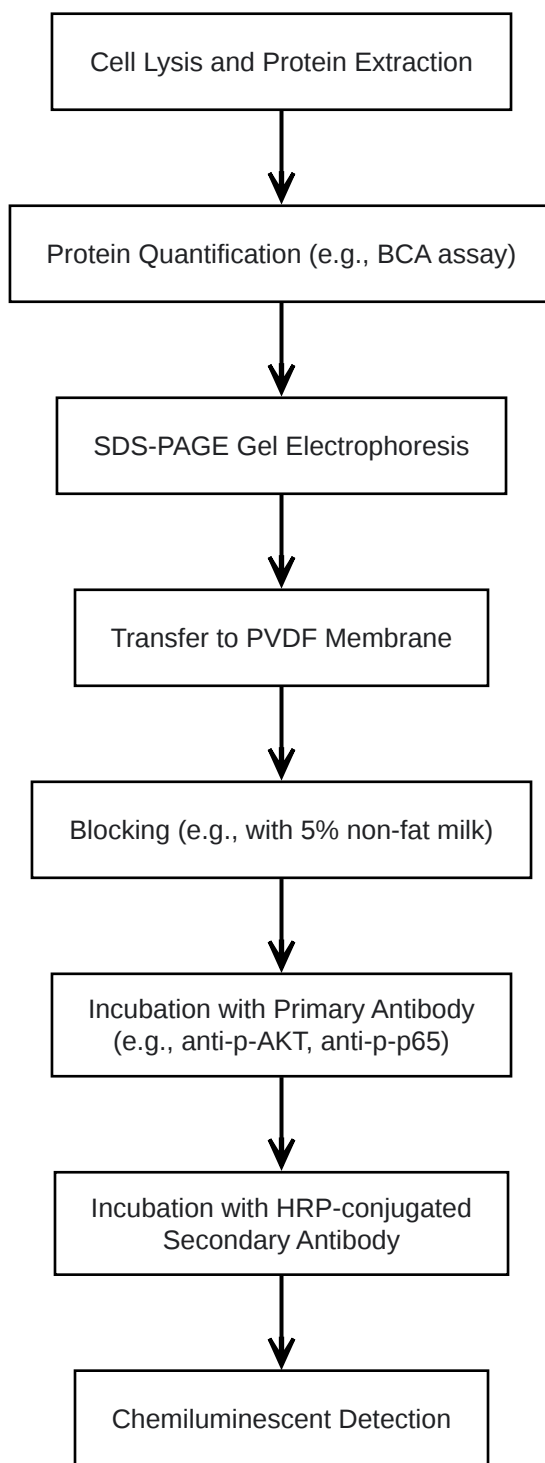 Cell Lysis and Protein Extraction
Protein Quantification (e.g., BCA assay)
SDS-PAGE Gel Electrophoresis
Transfer to PVDF Membrane
Blocking (e.g., with 5% non-fat milk)
Incubation with Primary Antibody
(e.g., anti-p-AKT, anti-p-p65)
Incubation with HRP-conjugated
Secondary Antibody
Chemiluminescent Detection